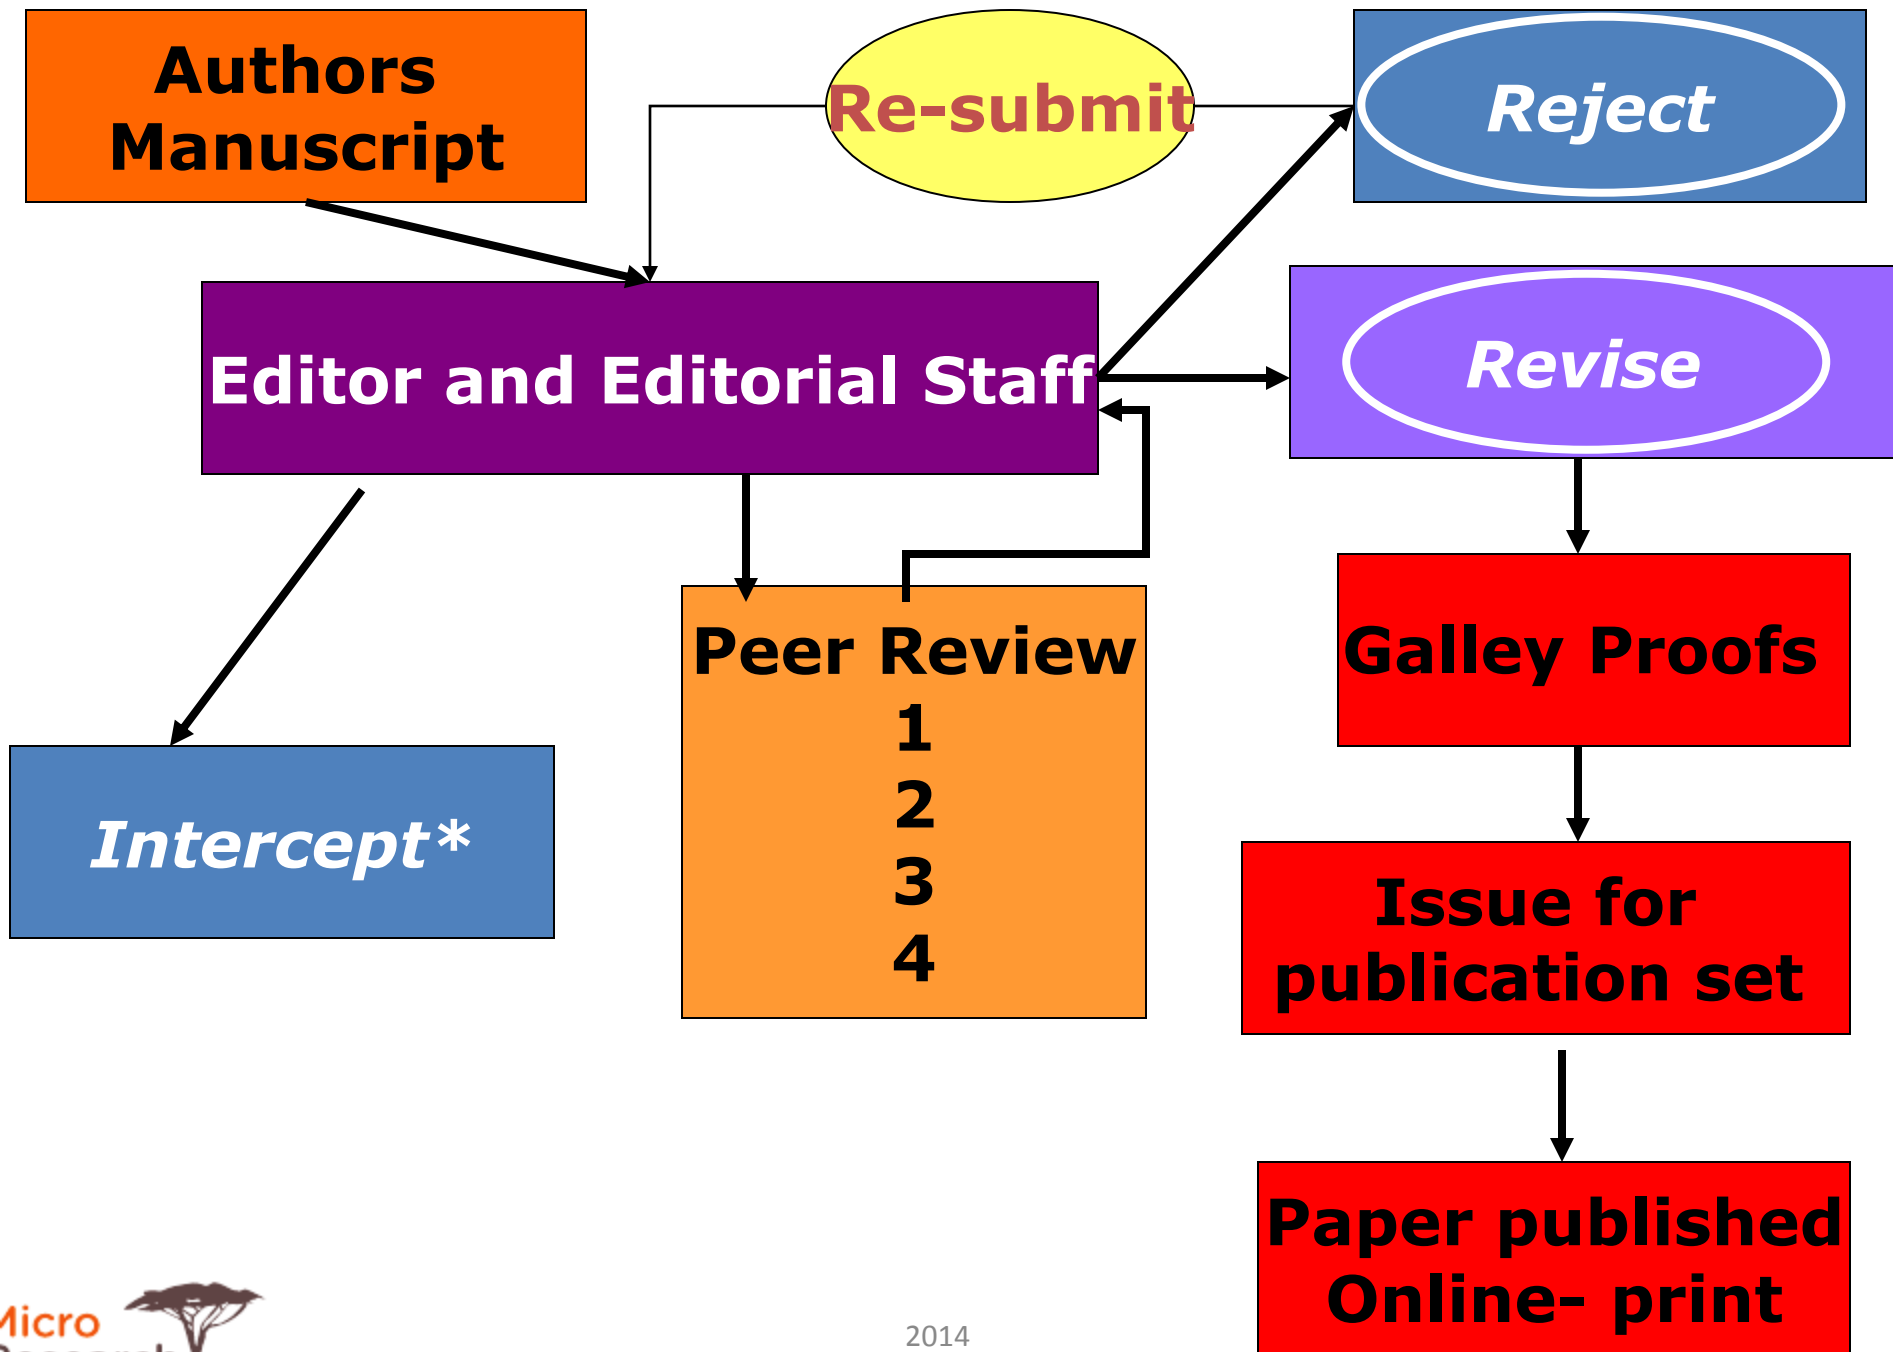 Authors
Manuscript
Re-submit
Reject
Editor and Editorial Staff
Revise
Peer Review
1
2
3
4
Galley Proofs
Intercept*
Issue for
publication set
Paper published
Online– print
Micro
2014